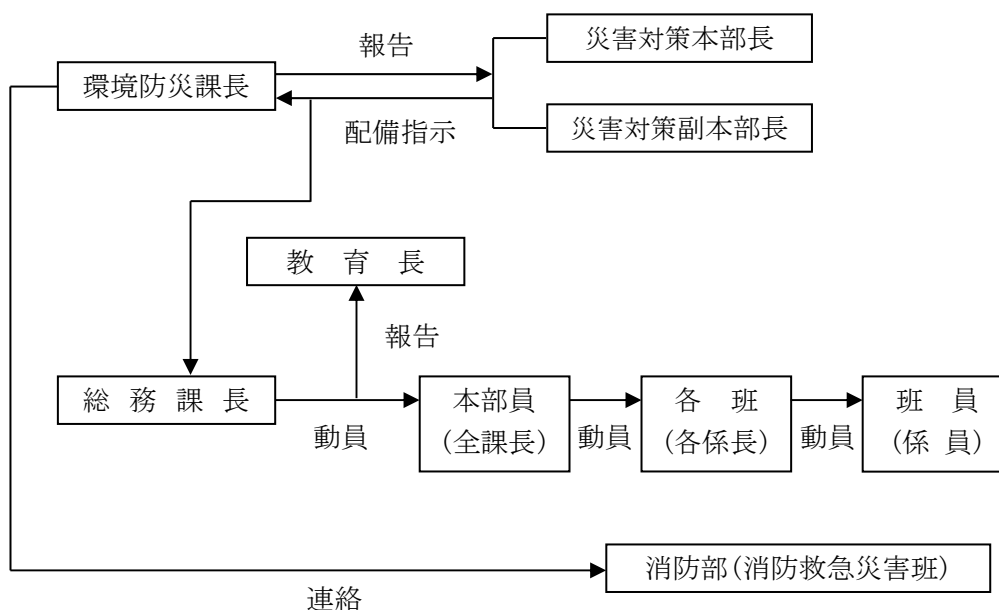 災害対策本部長
報告
環境防災課長
配備指示
災害対策副本部長
教　育　長
報告
総　務　課　長
動員
本部員
(全課長)
動員
各　班
(各係長)
動員
班　員
(係　員)
消防部(消防救急災害班)
連絡